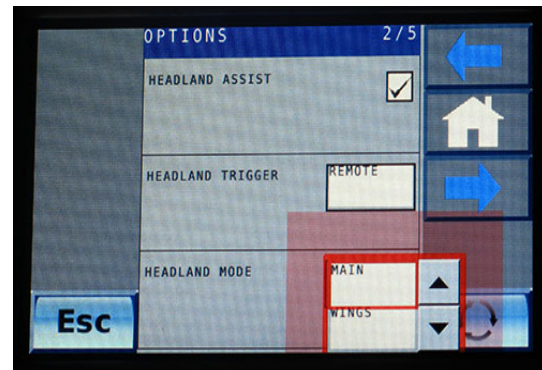 OPTIONS 2/5
HEADLAND ASSIST
HEADLAND TRIGGER REMOTE
HEADLAND MODE MAIN
WINGS
Esc